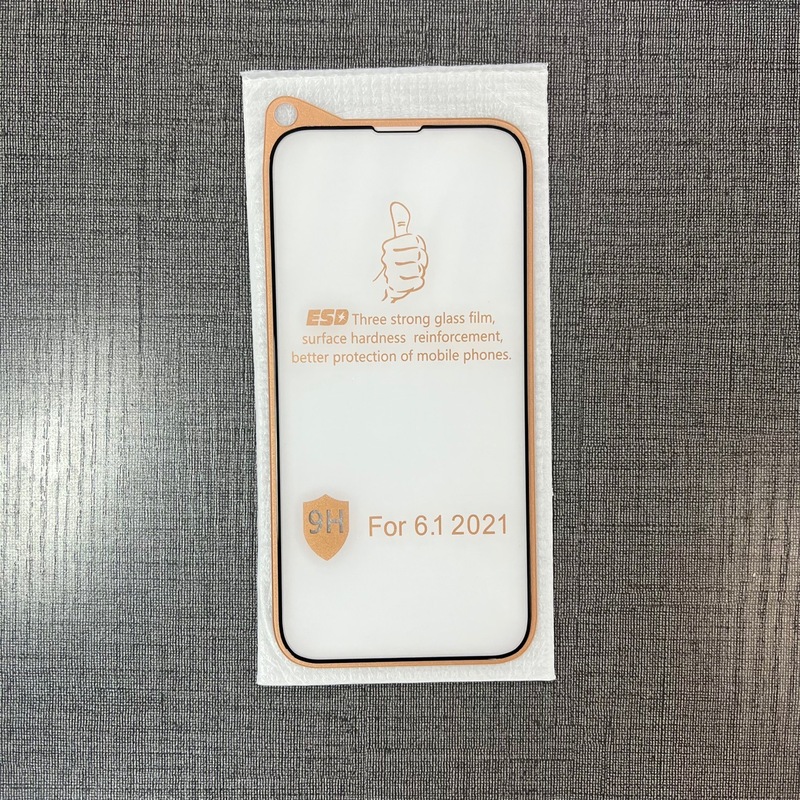 ESD Three strong glass film,
surface hardness reinforcement,
better protection of mobile phones.
9H
For 6.1 2021